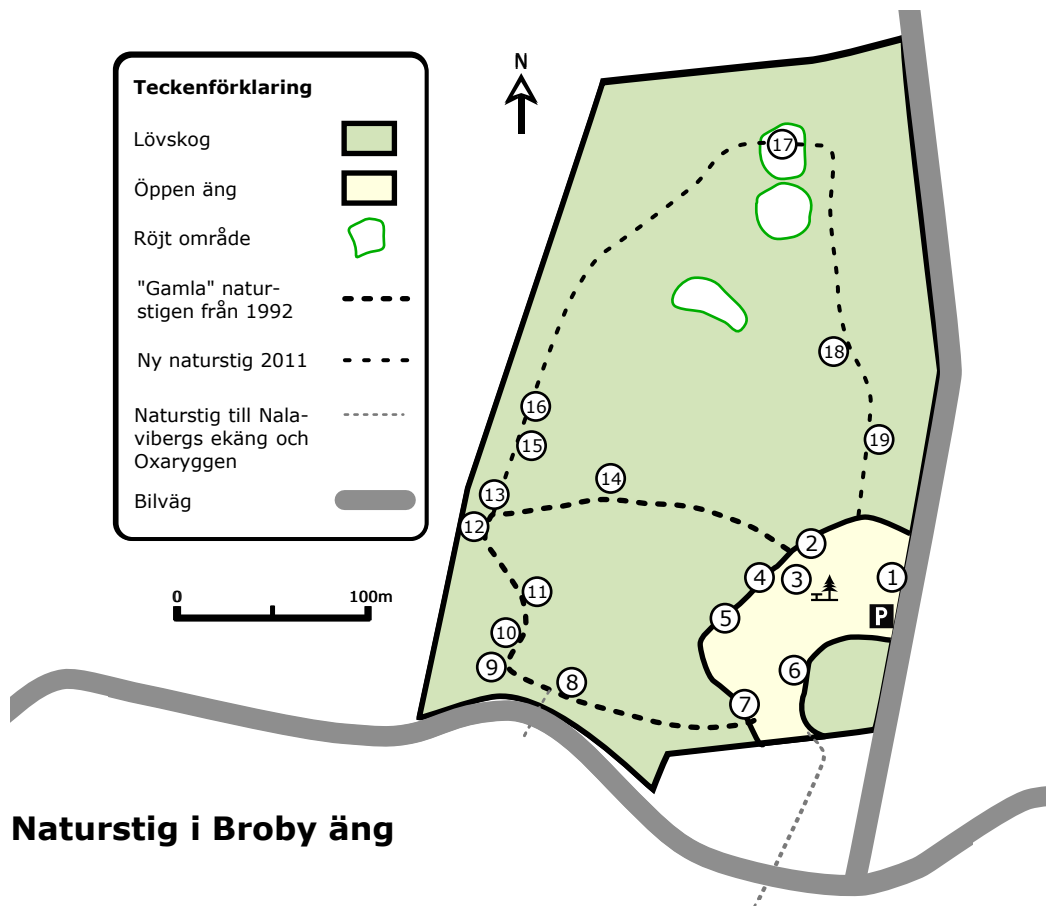 Teckenförklaring
Lövskog
Öppen äng
Röjt område
"Gamla" natur-
stigen från 1992
Ny naturstig 2011
Naturstig till Nala-
vibergs ekäng och
Oxaryggen
Bilväg
N
0 100m
17
18
16
15
19
14
13
12
2
4
3
1
11
5
P
10
9
8
6
7
Naturstig i Broby äng